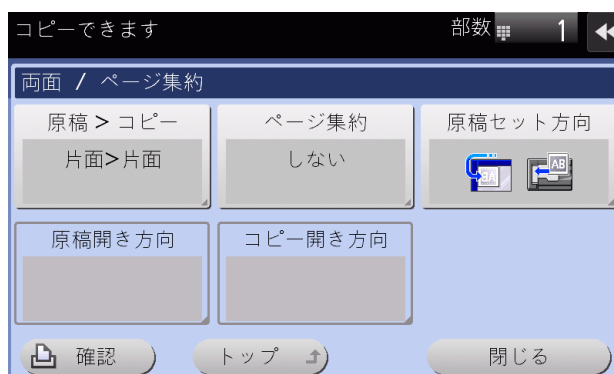 コピーできます 部数 1
両面 / ページ集約
原稿 > コピー ページ集約 原稿セット方向
片面>片面 しない
原稿開き方向 コピー開き方向
確認 トップ 閉じる